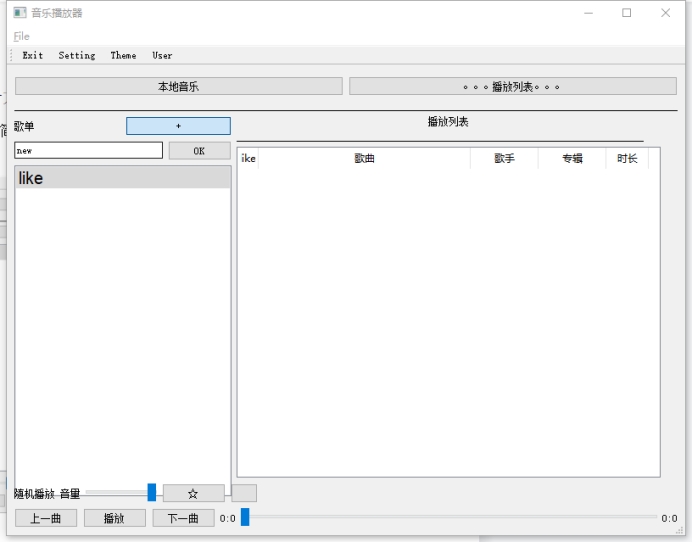 音乐播放器
File
Exit Setting Theme User
本地音乐 。。。播放列表。。。
歌单 + 播放列表
new OK
ike 歌曲 歌手 专辑 时长
like
随机播放 音量 ☆
上一曲 播放 下一曲 0:0 0:0